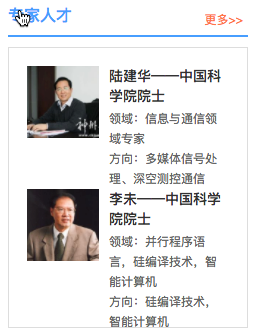 专家人才
更多>>
陆建华——中国科
学院院士
领域：信息与通信领
域专家
方向：多媒体信号处
理、深空测控通信
李未——中国科学
院院士
领域：并行程序语
言，硅编译技术，智
能计算机
方向：硅编译技术，
智能计算机